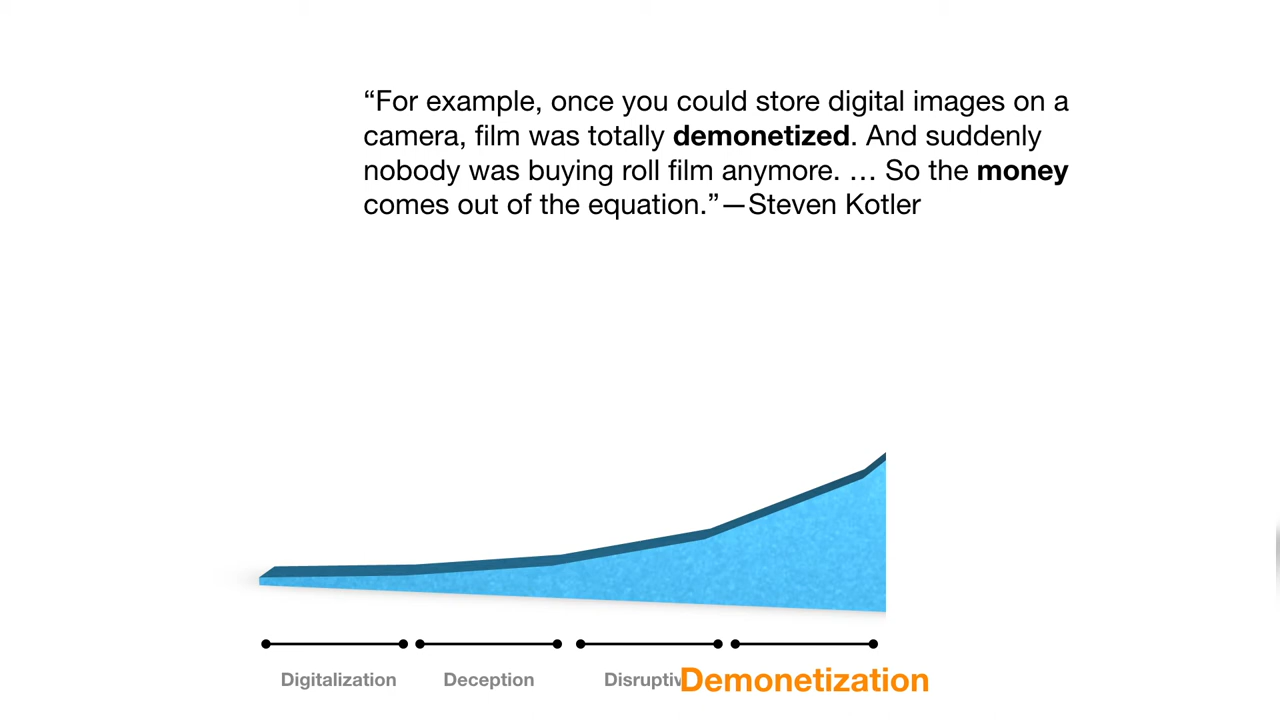 “For example, once you could store digital images on a
camera, film was totally demonetized. And suddenly
nobody was buying roll film anymore. … So the money
comes out of the equation.”—Steven Kotler
Digitalization Deception Disruptiv Demonetization